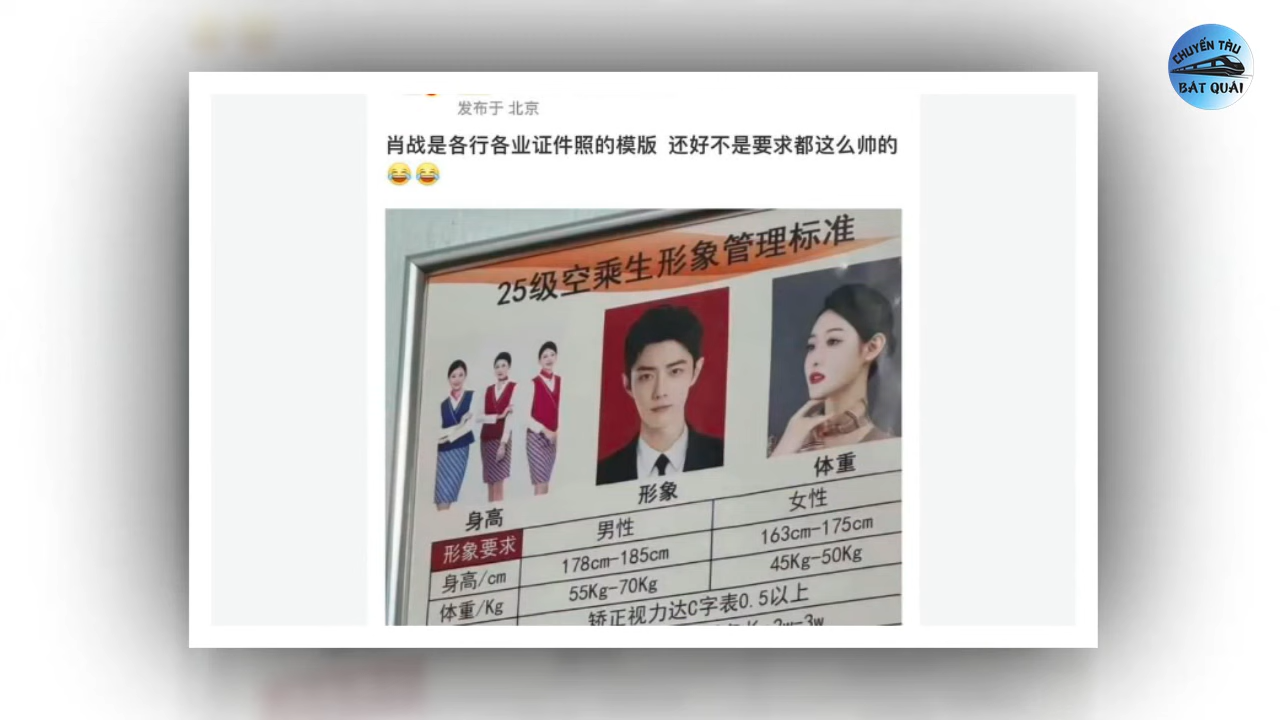 CHUYẾN TÀU
BÁT QUÁI
发布于 北京
肖战是各行各业证件照的模版 还好不是要求都这么帅的
25级空乘生形象管理标准
身高
形象
体重
形象要求
男性
女性
身高/cm
178cm-185cm
163cm-175cm
体重/Kg
55Kg-70Kg
45Kg-50Kg
矫正视力达C字表0.5以上